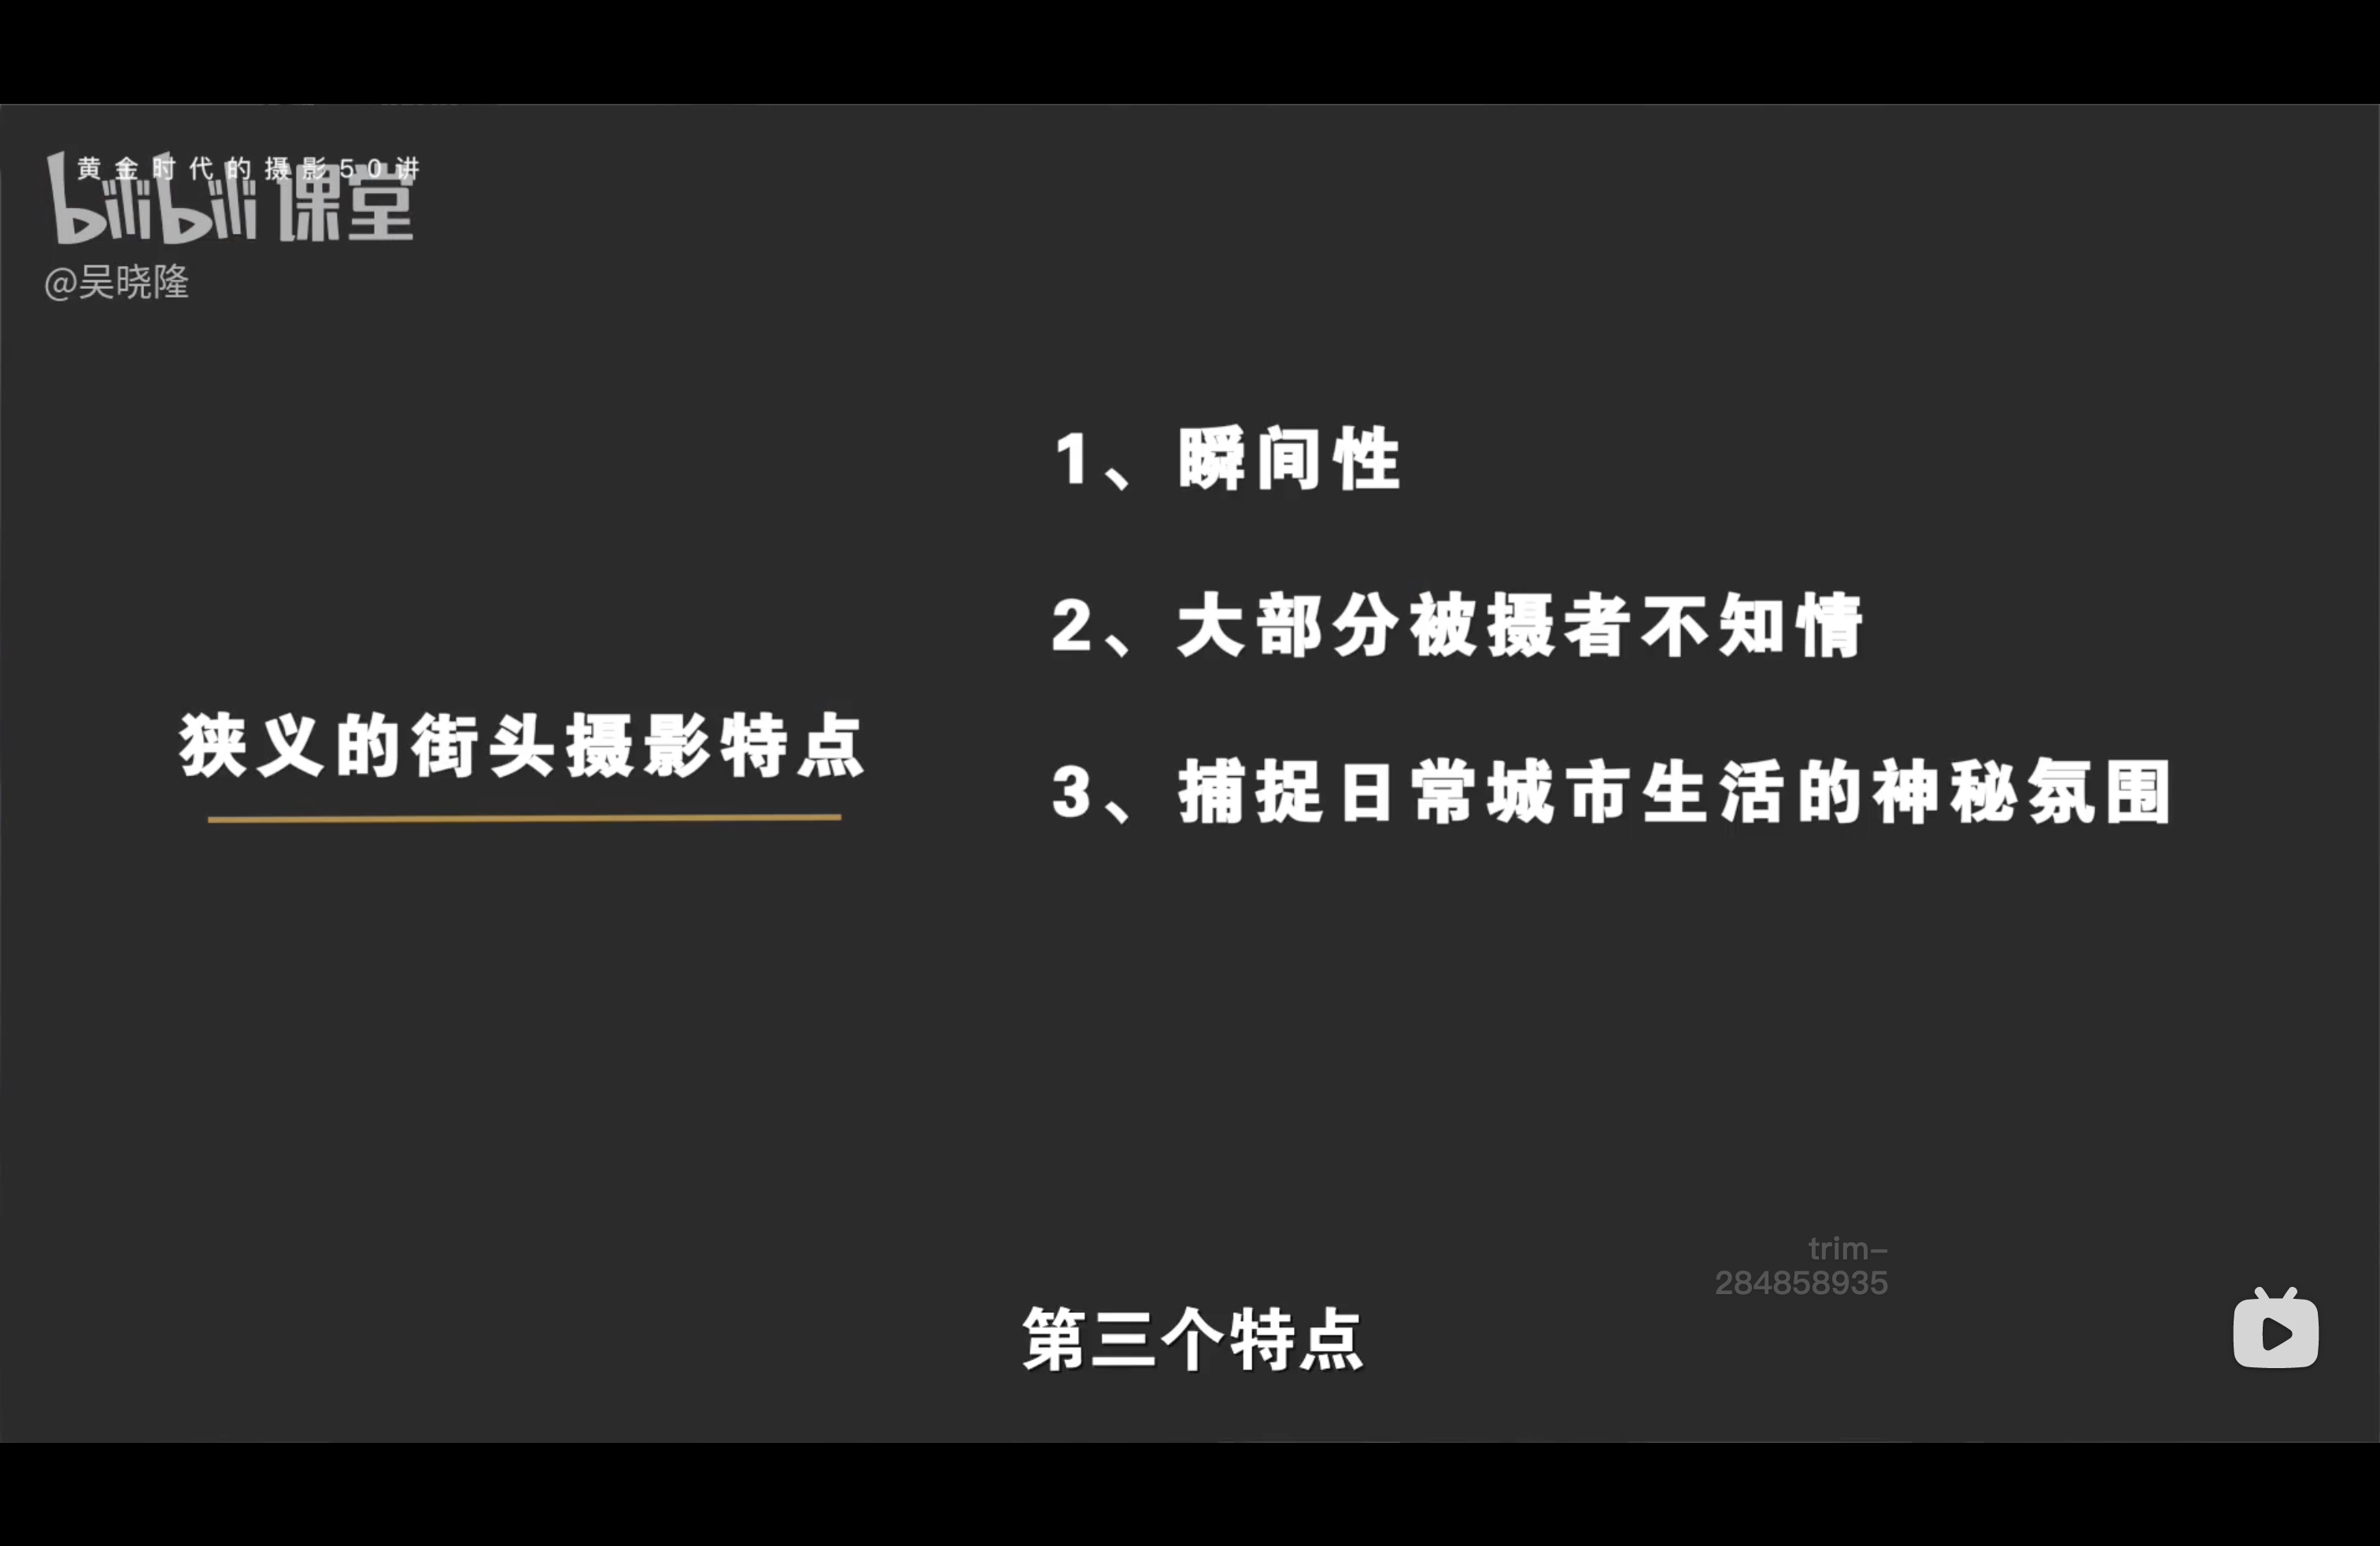 黄金时代的摄影50讲
bilibili课堂
@吴晓隆
1、瞬间性
2、大部分被摄者不知情
狭义的街头摄影特点
3、捕捉日常城市生活的神秘氛围
trim-
284858935
第三个特点